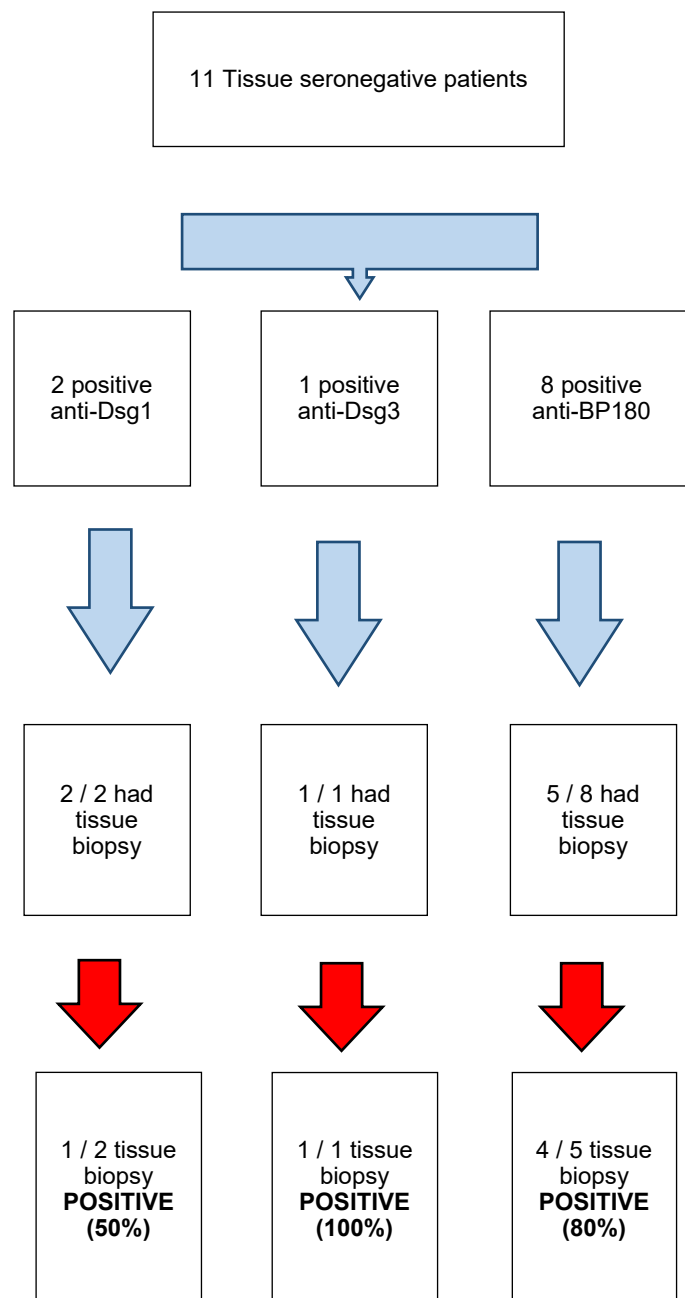 11 Tissue seronegative patients
2 positive
anti-Dsg1
1 positive
anti-Dsg3
8 positive
anti-BP180
2 / 2 had
tissue
biopsy
1 / 1 had
tissue
biopsy
5 / 8 had
tissue
biopsy
1 / 2 tissue
biopsy
POSITIVE
(50%)
1 / 1 tissue
biopsy
POSITIVE
(100%)
4 / 5 tissue
biopsy
POSITIVE
(80%)